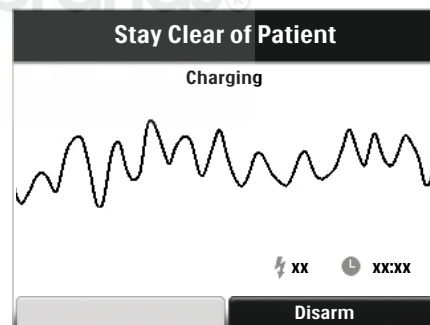 Stay Clear of Patient
Charging
xx xx:xx
Disarm